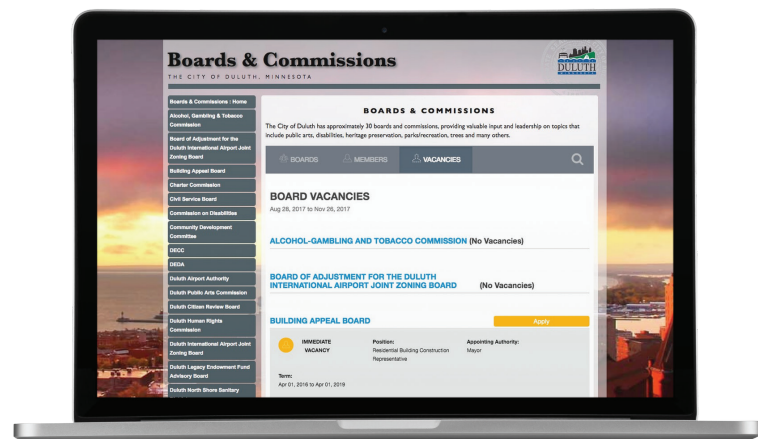 Boards & Commissions
THE CITY OF DULUTH, MINNESOTA
DULUTH
MINNESOTA
Boards & Commissions : Home
Alcohol, Gambling & Tobacco
Commission
Board of Adjustment for the
Duluth International Airport Joint
Zoning Board
Building Appeal Board
Charter Commission
Civil Service Board
Commission on Disabilities
Community Development
Committee
DECC
DEDA
Duluth Airport Authority
Duluth Public Arts Commission
Duluth Citizen Review Board
Duluth Human Rights
Commission
Duluth International Airport Joint
Zoning Board
Duluth Legacy Endowment Fund
Advisory Board
Duluth North Shore Sanitary
BOARDS & COMMISSIONS
The City of Duluth has approximately 30 boards and commissions, providing valuable input and leadership on topics that
include public arts, disabilities, heritage preservation, parks/recreation, trees and many others.
BOARDS MEMBERS VACANCIES
BOARD VACANCIES
Aug 28, 2017 to Nov 26, 2017
ALCOHOL-GAMBLING AND TOBACCO COMMISSION (No Vacancies)
BOARD OF ADJUSTMENT FOR THE DULUTH
INTERNATIONAL AIRPORT JOINT ZONING BOARD (No Vacancies)
BUILDING APPEAL BOARD Apply
IMMEDIATE Position: Appointing Authority:
VACANCY Residential Building Construction Mayor
Representative
Term:
Apr 01, 2016 to Apr 01, 2019